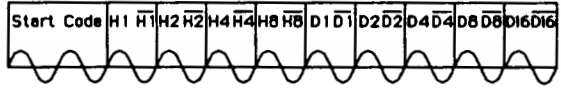 Start Code H1 H̅1̅ H2 H̅2̅ H4 H̅4̅ H8 H̅8̅ D1 D̅1̅ D2 D̅2̅ D4 D̅4̅ D8 D̅8̅ D16 D̅1̅6̅